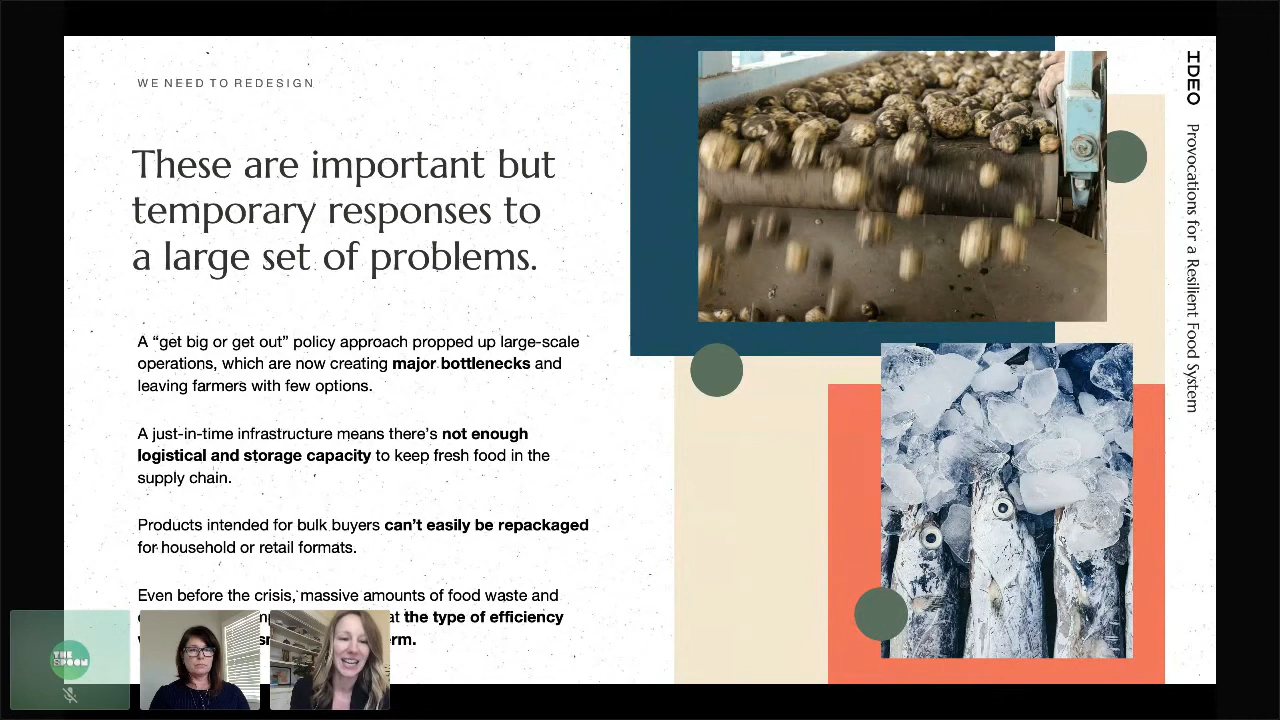 WE NEED TO REDESIGN
These are important but
temporary responses to
a large set of problems.
A “get big or get out” policy approach propped up large-scale
operations, which are now creating major bottlenecks and
leaving farmers with few options.
A just-in-time infrastructure means there’s not enough
logistical and storage capacity to keep fresh food in the
supply chain.
Products intended for bulk buyers can’t easily be repackaged
for household or retail formats.
Even before the crisis, massive amounts of food waste and
the type of efficiency
IDEO Provocations for a Resilient Food System
THE
SPOON